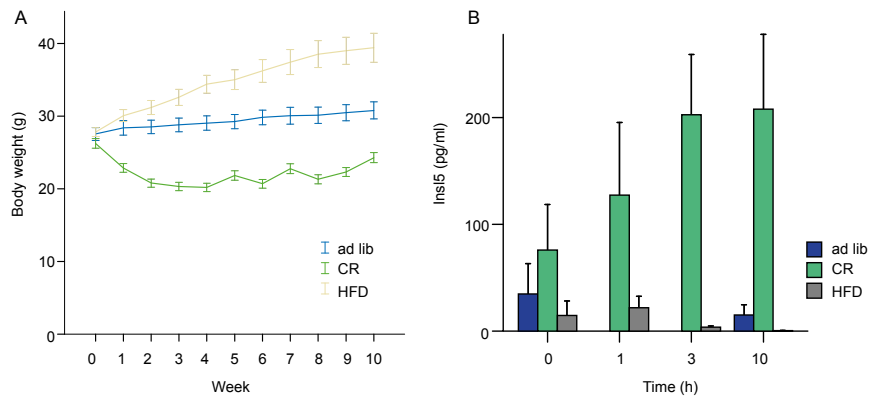 A
Body weight (g)
40
30
20
10
0
0 1 2 3 4 5 6 7 8 9 10
Week
ad lib
CR
HFD
B
Insl5 (pg/ml)
200
100
0
0 1 3 10
Time (h)
ad lib
CR
HFD